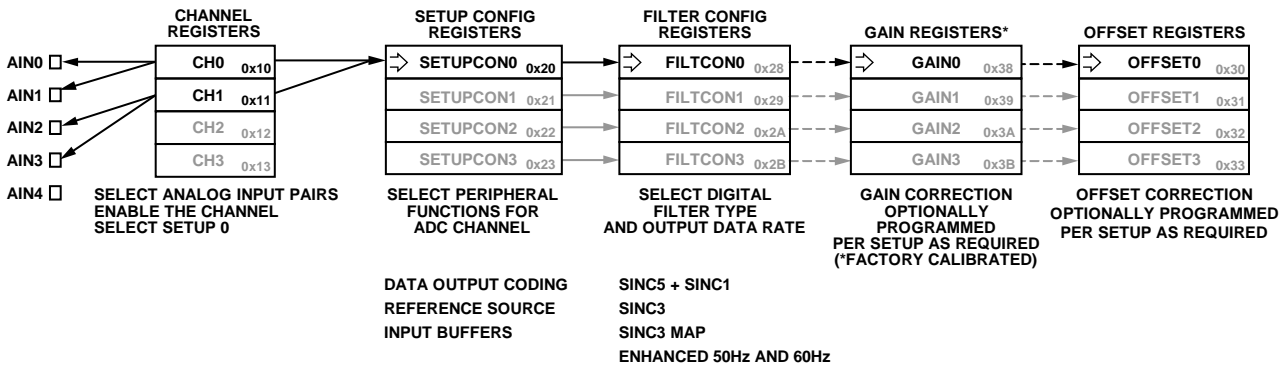 CHANNEL
REGISTERS
SETUP CONFIG
REGISTERS
FILTER CONFIG
REGISTERS
GAIN REGISTERS*
OFFSET REGISTERS
AIN0
AIN1
AIN2
AIN3
AIN4
CH0 0x10
CH1 0x11
CH2 0x12
CH3 0x13
SETUPCON0 0x20
SETUPCON1 0x21
SETUPCON2 0x22
SETUPCON3 0x23
FILTCON0 0x28
FILTCON1 0x29
FILTCON2 0x2A
FILTCON3 0x2B
GAIN0 0x38
GAIN1 0x39
GAIN2 0x3A
GAIN3 0x3B
OFFSET0 0x30
OFFSET1 0x31
OFFSET2 0x32
OFFSET3 0x33
SELECT ANALOG INPUT PAIRS
ENABLE THE CHANNEL
SELECT SETUP 0
SELECT PERIPHERAL
FUNCTIONS FOR
ADC CHANNEL
SELECT DIGITAL
FILTER TYPE
AND OUTPUT DATA RATE
GAIN CORRECTION
OPTIONALLY
PROGRAMMED
PER SETUP AS REQUIRED
(*FACTORY CALIBRATED)
OFFSET CORRECTION
OPTIONALLY PROGRAMMED
PER SETUP AS REQUIRED
DATA OUTPUT CODING
REFERENCE SOURCE
INPUT BUFFERS
SINC5 + SINC1
SINC3
SINC3 MAP
ENHANCED 50Hz AND 60Hz